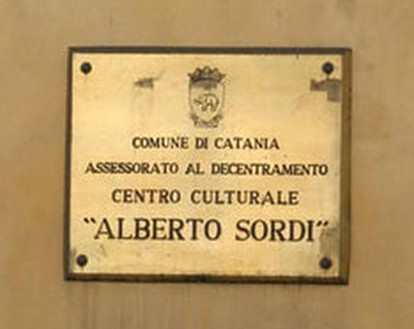 COMUNE DI CATANIA
ASSESSORATO AL DECENTRAMENTO
CENTRO CULTURALE
"ALBERTO SORDI"